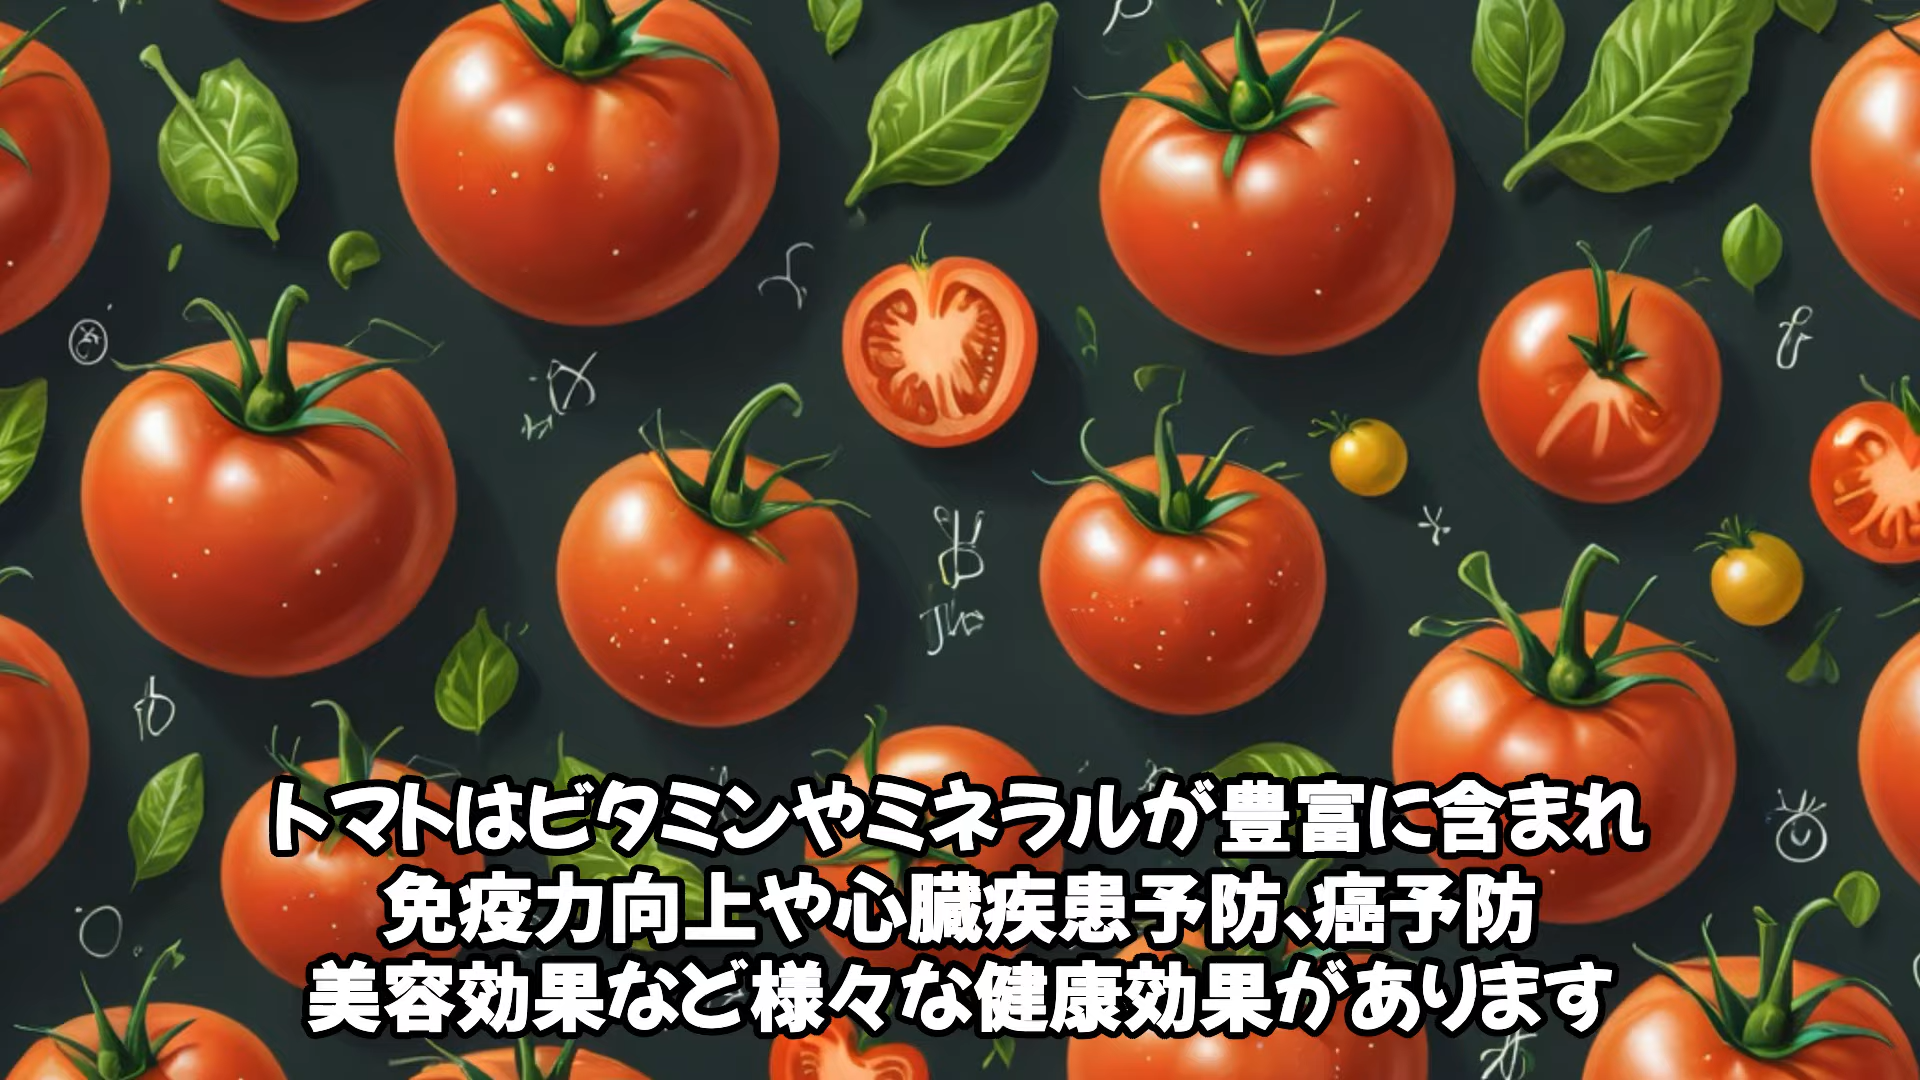 トマトはビタミンやミネラルが豊富に含まれ
免疫力向上や心臓疾患予防、癌予防
美容効果など様々な健康効果があります